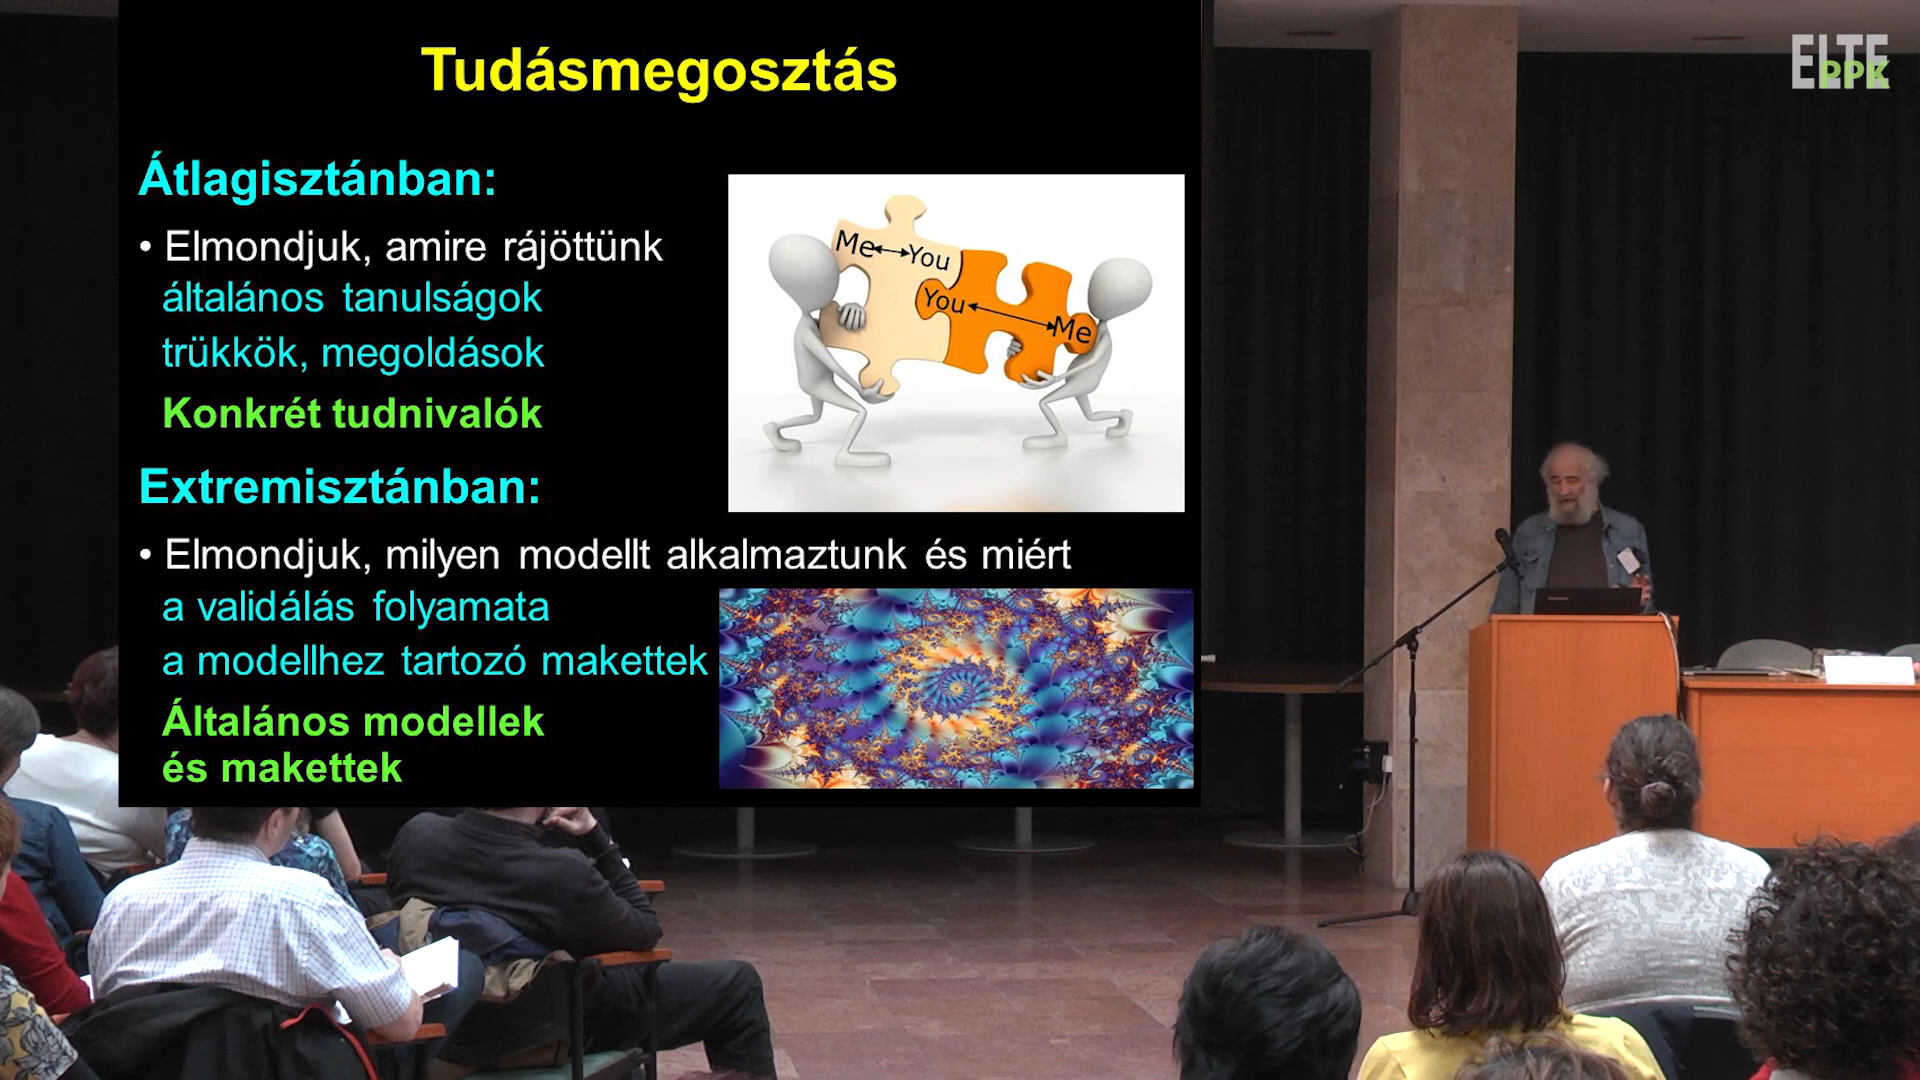 Tudásmegosztás
Átlagisztánban:
• Elmondjuk, amire rájöttünk
általános tanulságok
trükkök, megoldások
Konkrét tudnivalók
Me You
You Me
Extremisztánban:
• Elmondjuk, milyen modellt alkalmaztunk és miért
a validálás folyamata
a modellhez tartozó makettek
Általános modellek
és makettek
ELTE
PPK